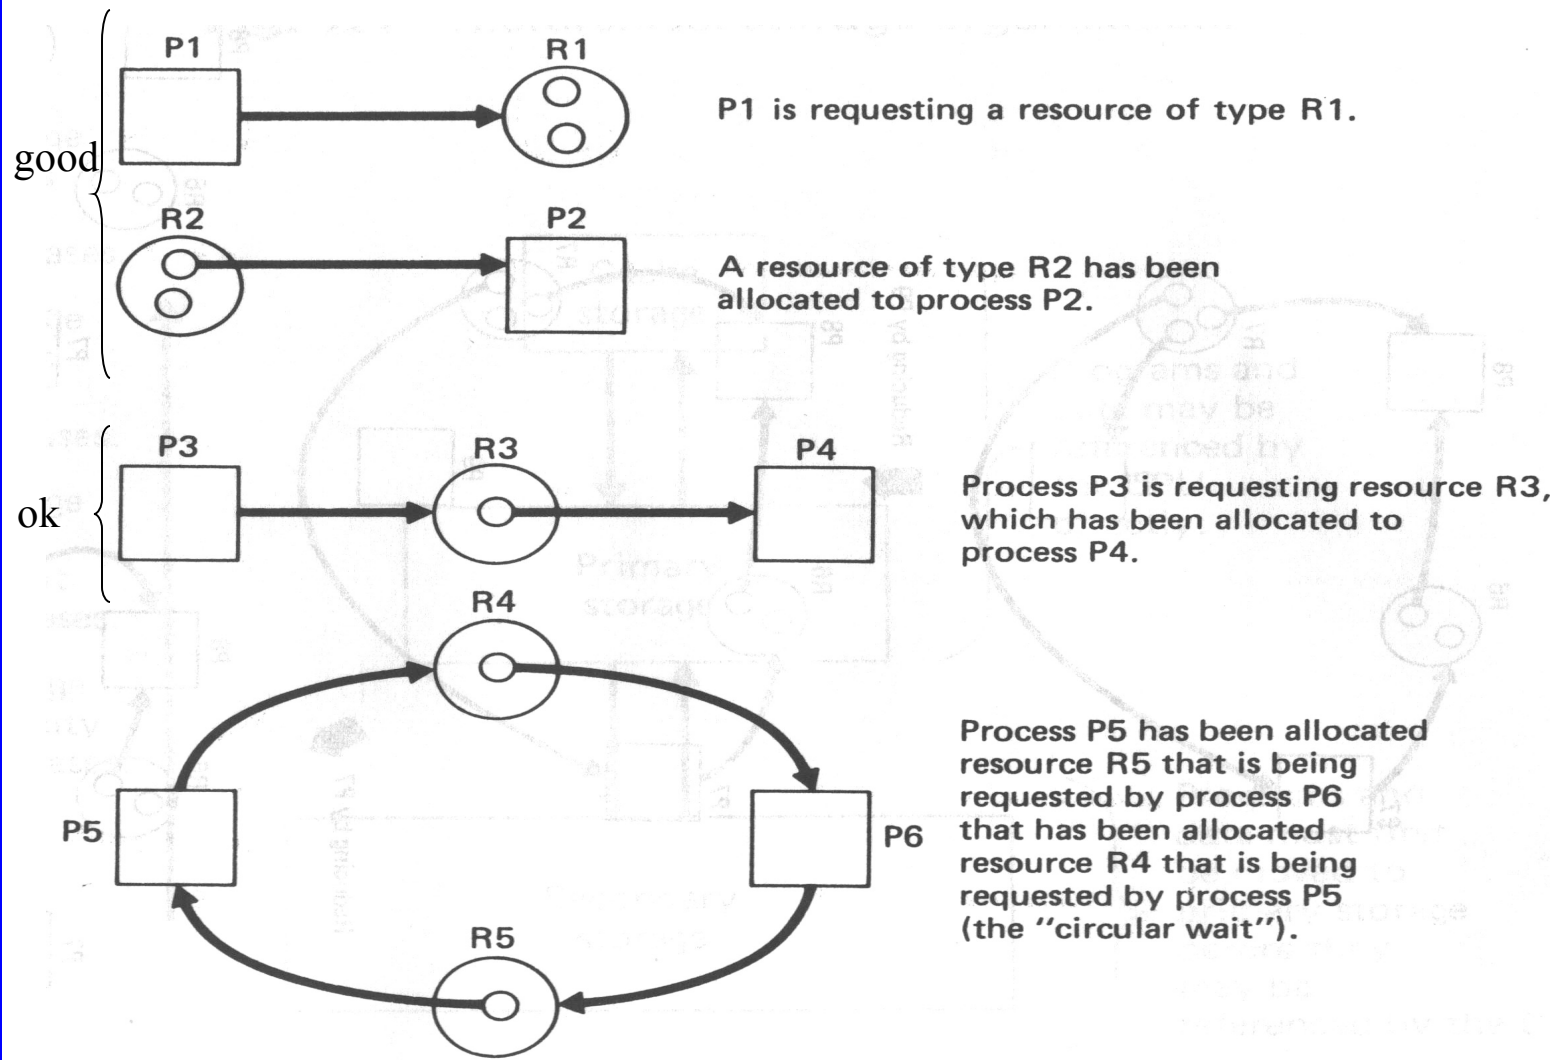 P1
R1
P1 is requesting a resource of type R1.
good
R2
P2
A resource of type R2 has been
allocated to process P2.
P3
R3
P4
ok
Process P3 is requesting resource R3,
which has been allocated to
process P4.
R4
P5
P6
Process P5 has been allocated
resource R5 that is being
requested by process P6
that has been allocated
resource R4 that is being
requested by process P5
(the "circular wait").
R5
Primary
storage
storage